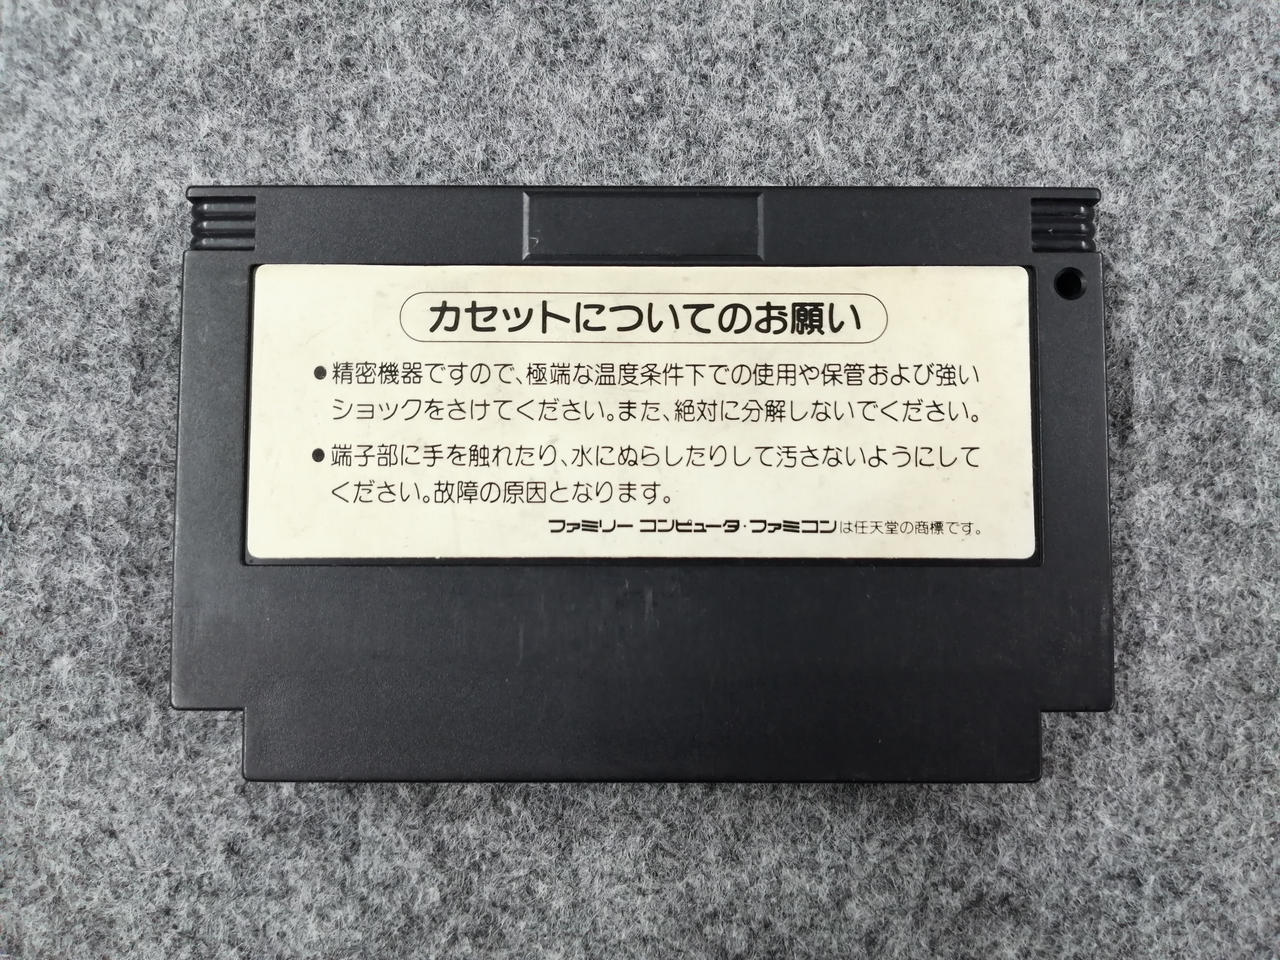 カセットについてのお願い
●精密機器ですので、極端な温度条件下での使用や保管および強い
ショックをさけてください。また、絶対に分解しないでください。
●端子部に手を触れたり、水にぬらしたりして汚さないようにして
ください。故障の原因となります。
ファミリーコンピュータ・ファミコンは任天堂の商標です。